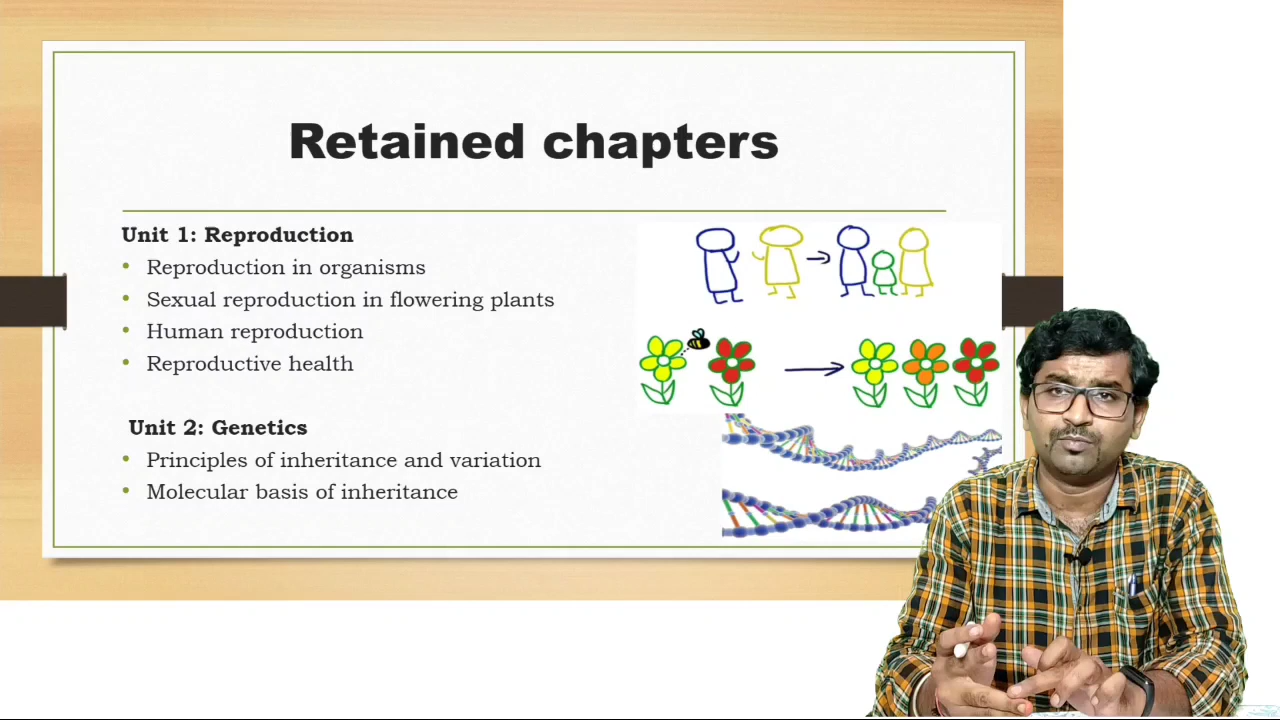 Retained chapters
Unit 1: Reproduction
• Reproduction in organisms
• Sexual reproduction in flowering plants
• Human reproduction
• Reproductive health
Unit 2: Genetics
• Principles of inheritance and variation
• Molecular basis of inheritance